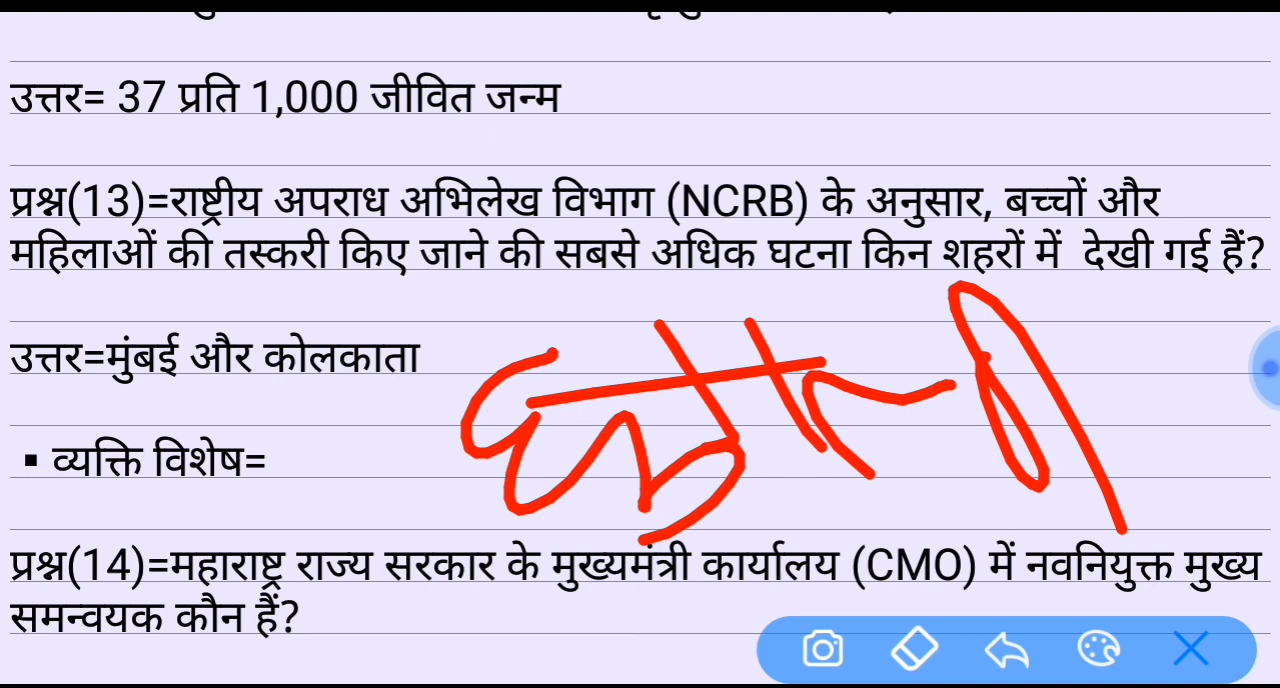 उत्तर= 37 प्रति 1,000 जीवित जन्म
प्रश्न(13)=राष्ट्रीय अपराध अभिलेख विभाग (NCRB) के अनुसार, बच्चों और
महिलाओं की तस्करी किए जाने की सबसे अधिक घटना किन शहरों में देखी गई हैं?
उत्तर=मुंबई और कोलकाता
▪ व्यक्ति विशेष=
प्रश्न(14)=महाराष्ट्र राज्य सरकार के मुख्यमंत्री कार्यालय (CMO) में नवनियुक्त मुख्य
समन्वयक कौन हैं?